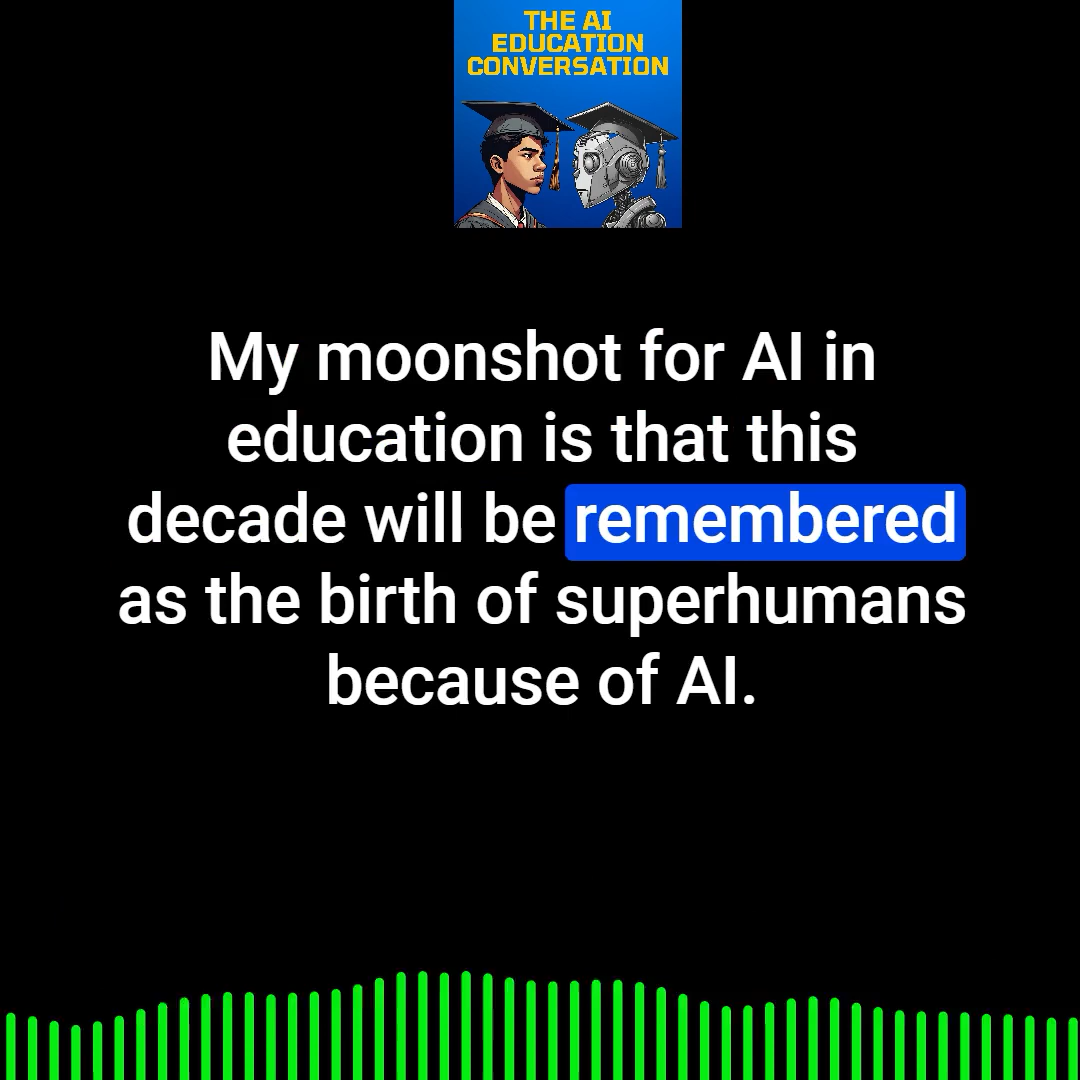 THE AI
EDUCATION
CONVERSATION
My moonshot for AI in
education is that this
decade will be remembered
as the birth of superhumans
because of AI.